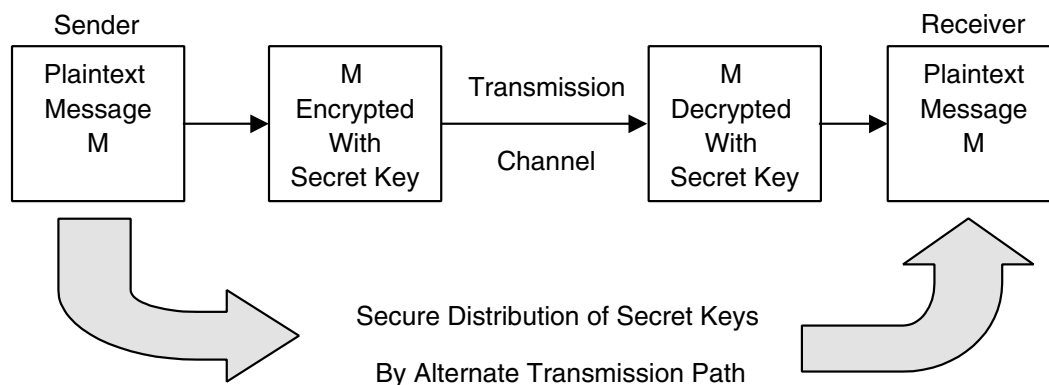 Sender
Receiver
Plaintext
Message
M
M
Encrypted
With
Secret Key
Transmission
Channel
M
Decrypted
With
Secret Key
Plaintext
Message
M
Secure Distribution of Secret Keys
By Alternate Transmission Path